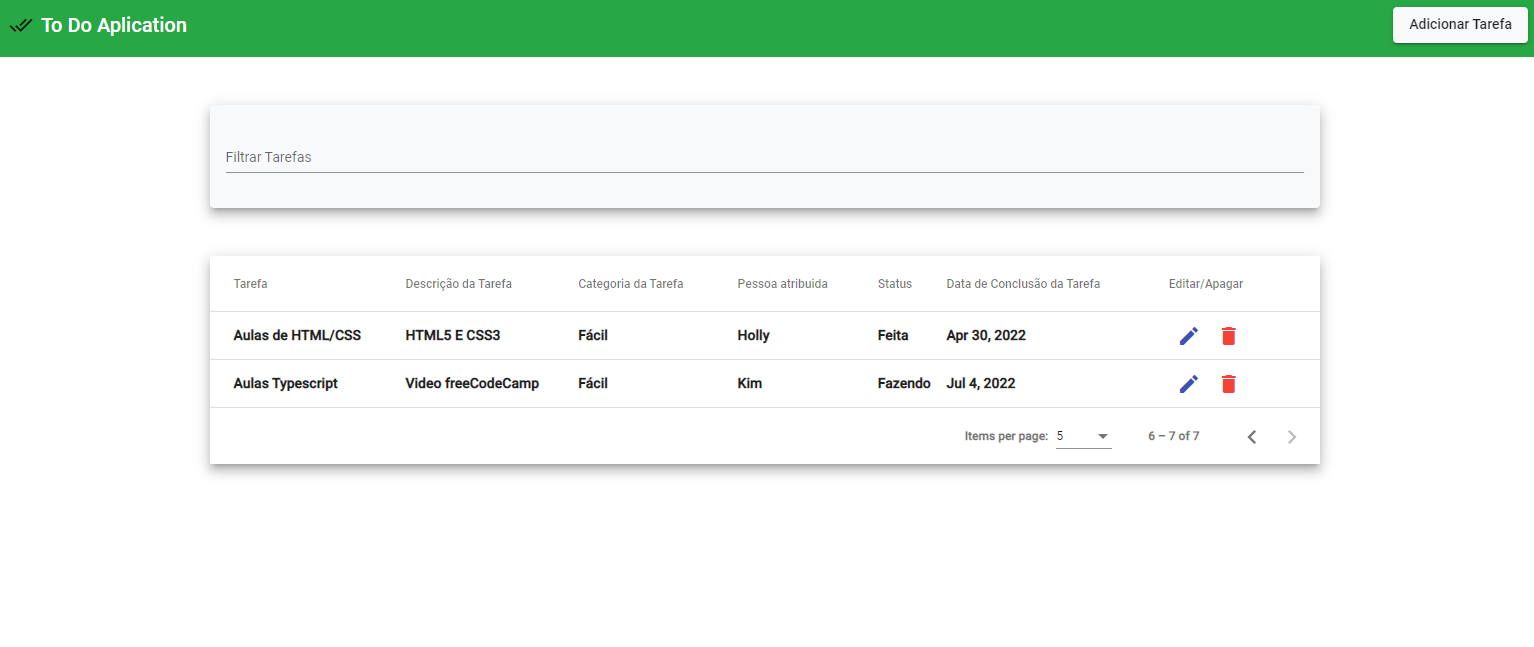 To Do Aplication
Adicionar Tarefa
Filtrar Tarefas
Tarefa Descrição da Tarefa Categoria da Tarefa Pessoa atribuida Status Data de Conclusão da Tarefa Editar/Apagar
Aulas de HTML/CSS HTML5 E CSS3 Fácil Holly Feita Apr 30, 2022
Aulas Typescript Video freeCodeCamp Fácil Kim Fazendo Jul 4, 2022
Items per page: 5 6 – 7 of 7